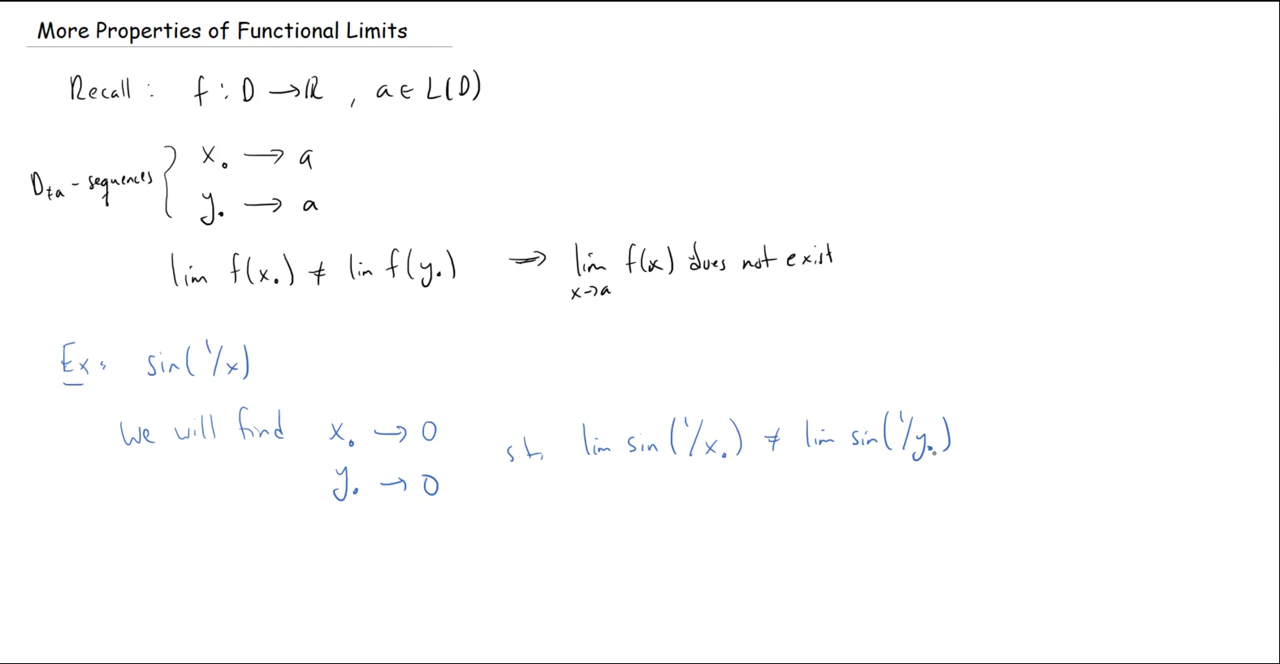 More Properties of Functional Limits
Recall : f : D → ℝ , a ∈ L(D)
D≠a - sequences { x. → a
y. → a
lim f(x.) ≠ lim f(y.) ⇒ lim x→a f(x) does not exist
Ex: sin(1/x)
We will find x. → 0
y. → 0
st, lim sin(1/x.) ≠ lim sin(1/y.)